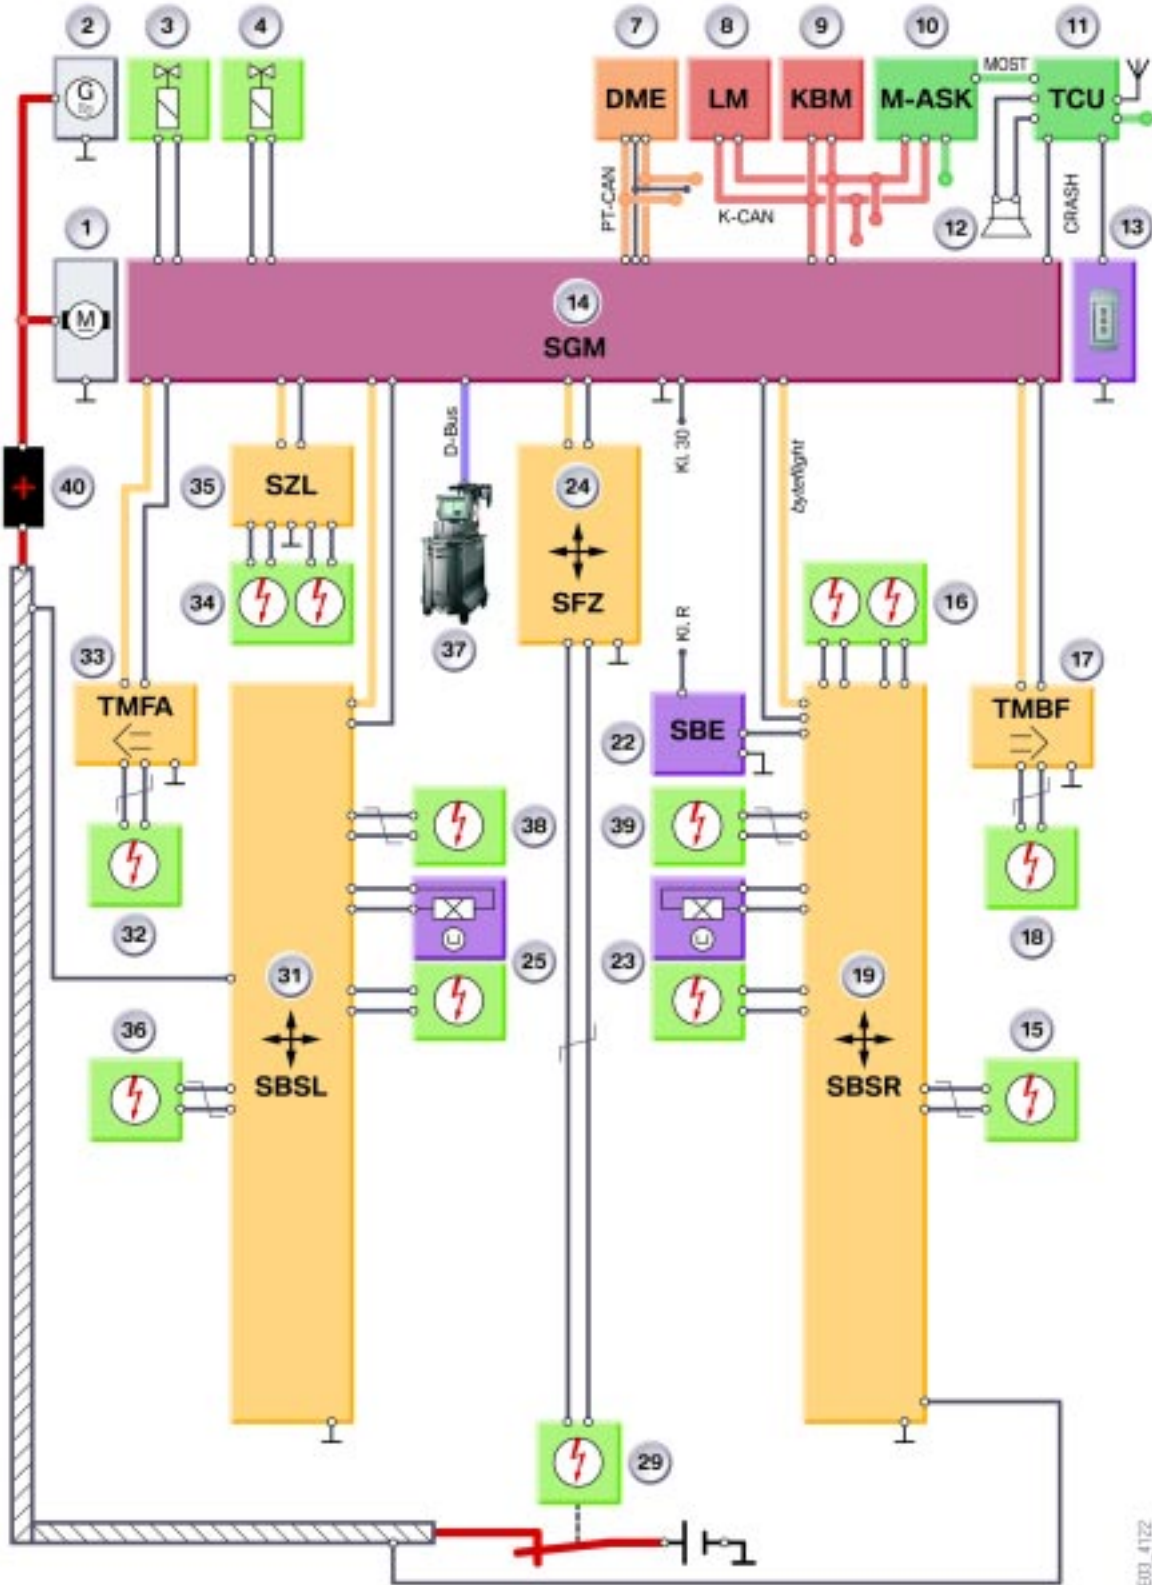 2 3 4 7 8 9 10 11
G DME LM KBM M-ASK MOST TCU
PT-CAN K-CAN CRASH
1 12 13
M
14
SGM
D-Bus Kl. 30 byteflight
40 35 SZL 24
SFZ
34 37 Kl. R 16
33 17
TMFA SBE TMBF
22
38 39
32 25 23 18
31 19
36 15
SBSL SBSR
29